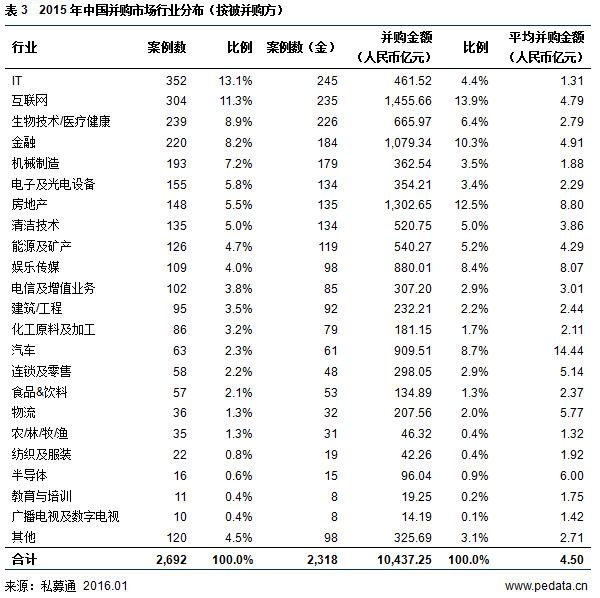 表 3 2015 年中国并购市场行业分布（按被并购方）
行业 案例数 比例 案例数（金） 并购金额（人民币亿元） 比例 平均并购金额（人民币亿元）
IT 352 13.1% 245 461.52 4.4% 1.31
互联网 304 11.3% 235 1,455.66 13.9% 4.79
生物技术/医疗健康 239 8.9% 226 665.97 6.4% 2.79
金融 220 8.2% 184 1,079.34 10.3% 4.91
机械制造 193 7.2% 179 362.54 3.5% 1.88
电子及光电设备 155 5.8% 134 354.21 3.4% 2.29
房地产 148 5.5% 135 1,302.65 12.5% 8.80
清洁技术 135 5.0% 134 520.75 5.0% 3.86
能源及矿产 126 4.7% 119 540.27 5.2% 4.29
娱乐传媒 109 4.0% 98 880.01 8.4% 8.07
电信及增值业务 102 3.8% 85 307.20 2.9% 3.01
建筑/工程 95 3.5% 92 232.21 2.2% 2.44
化工原料及加工 86 3.2% 79 181.15 1.7% 2.11
汽车 63 2.3% 61 909.51 8.7% 14.44
连锁及零售 58 2.2% 48 298.05 2.9% 5.14
食品&饮料 57 2.1% 53 134.89 1.3% 2.37
物流 36 1.3% 32 207.56 2.0% 5.77
农/林/牧/渔 35 1.3% 31 46.32 0.4% 1.32
纺织及服装 22 0.8% 19 42.26 0.4% 1.92
半导体 16 0.6% 15 96.04 0.9% 6.00
教育与培训 11 0.4% 8 19.25 0.2% 1.75
广播电视及数字电视 10 0.4% 8 14.19 0.1% 1.42
其他 120 4.5% 98 325.69 3.1% 2.71
合计 2,692 100.0% 2,318 10,437.25 100.0% 4.50
来源：私募通 2016.01 www.pedata.cn